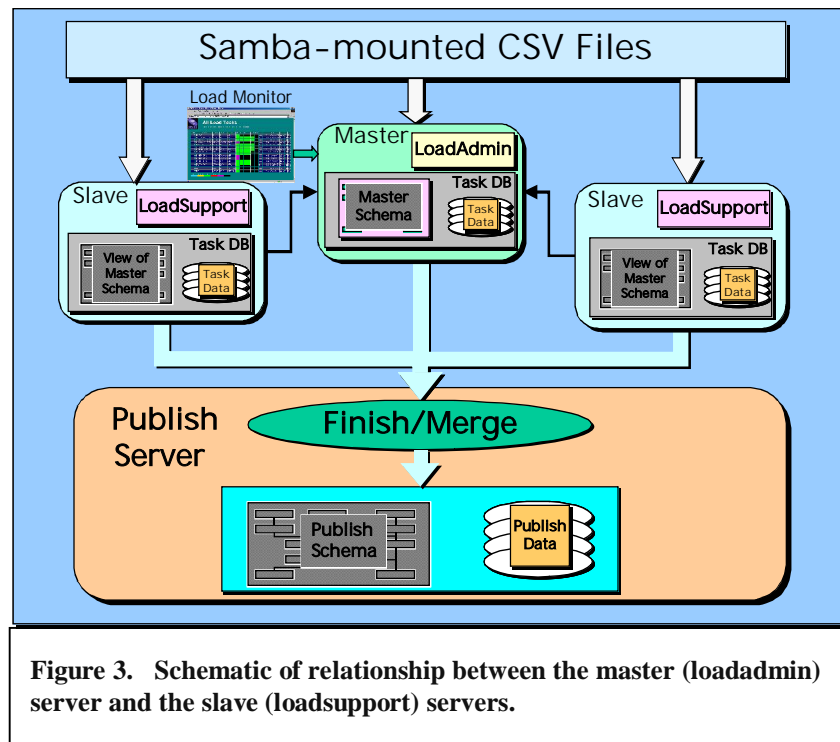 Samba-mounted CSV Files
Load Monitor
All Load Tasks
Master
LoadAdmin
Task DB
Master
Schema
Task
Data
Slave
LoadSupport
Task DB
View of
Master
Schema
Task
Data
Slave
LoadSupport
Task DB
View of
Master
Schema
Task
Data
Publish
Server
Finish/Merge
Publish
Schema
Publish
Data
Figure 3. Schematic of relationship between the master (loadadmin)
server and the slave (loadsupport) servers.